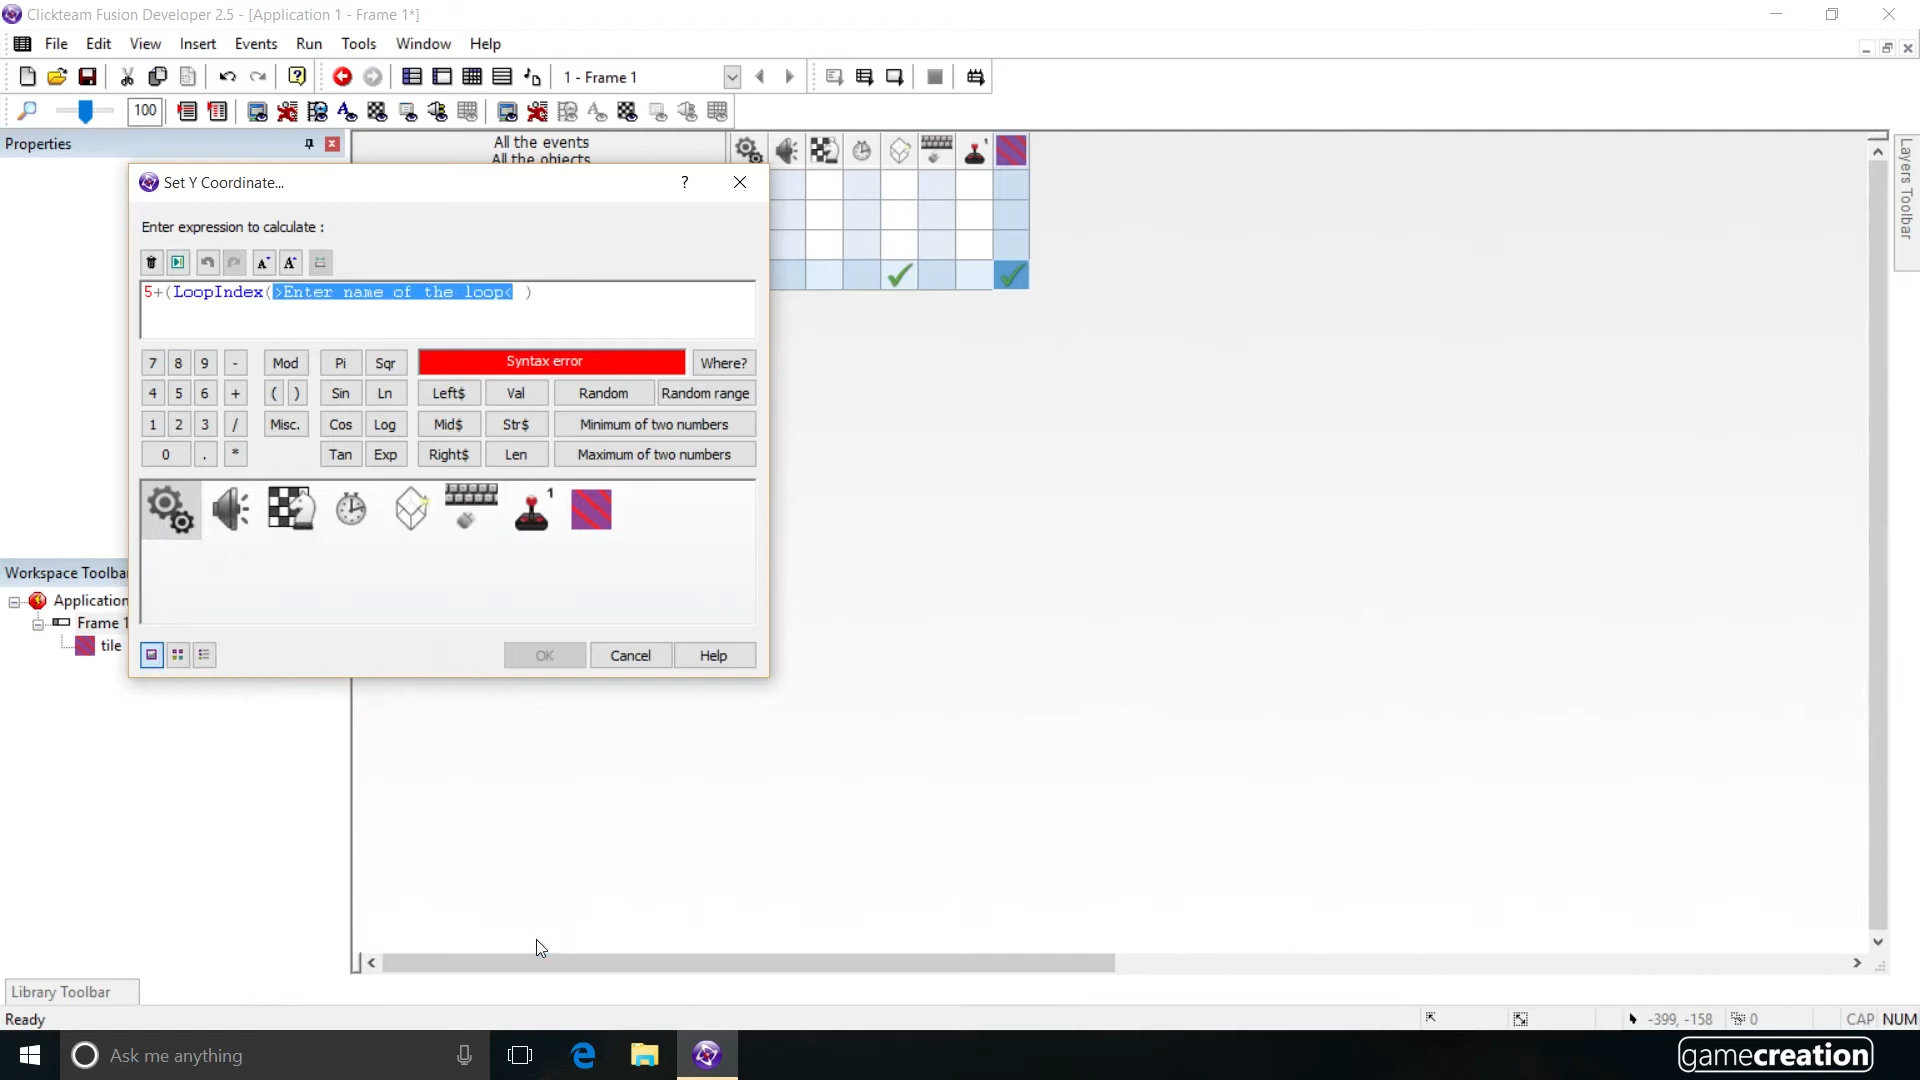 Clickteam Fusion Developer 2.5 - [Application 1 - Frame 1*]
File Edit View Insert Events Run Tools Window Help
1 - Frame 1
100
Properties
All the events
All the objects
Layers Toolbar
Set Y Coordinate...
?
Enter expression to calculate :
5+(LoopIndex(>Enter name of the loop< )
7 8 9 - Mod Pi Sqr Syntax error Where?
4 5 6 + ( ) Sin Ln Left$ Val Random Random range
1 2 3 / Misc. Cos Log Mid$ Str$ Minimum of two numbers
0 . * Tan Exp Right$ Len Maximum of two numbers
1
OK Cancel Help
Workspace Toolba
Application
Frame 1
tile
Library Toolbar
Ready
-399, -158
0
CAP NUM
Ask me anything
gamecreation